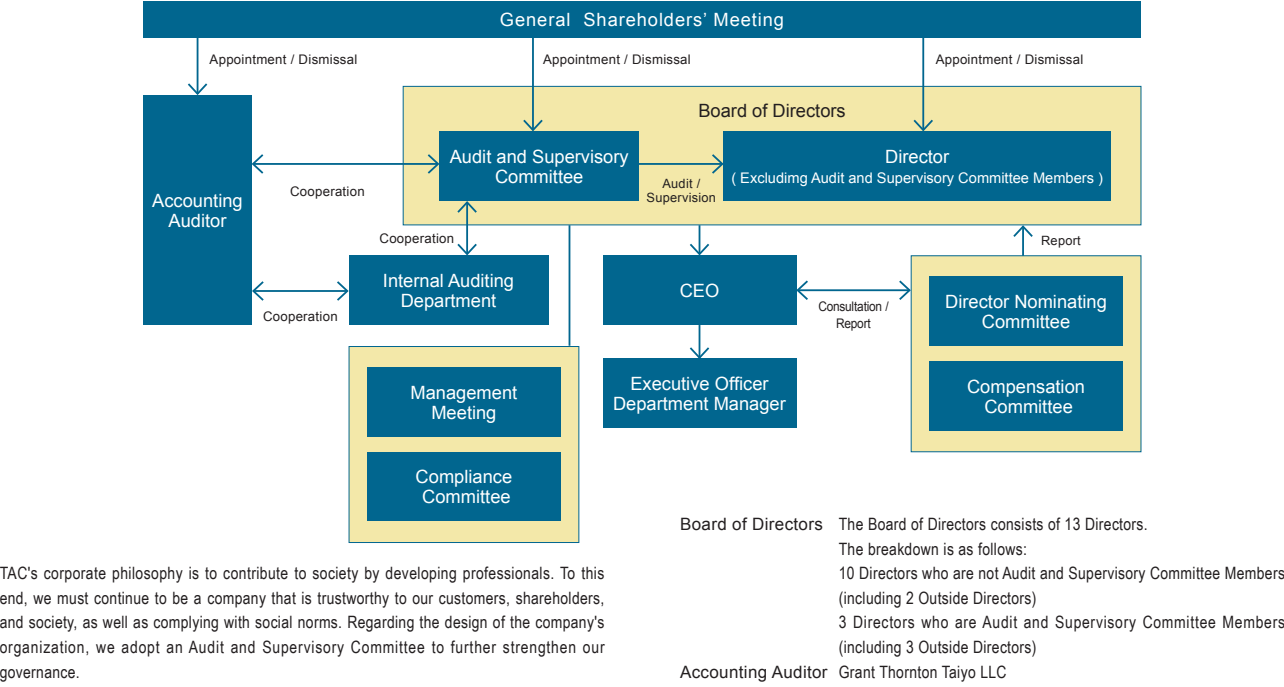 General Shareholders' Meeting
Appointment / Dismissal
Appointment / Dismissal
Appointment / Dismissal
Board of Directors
Accounting
Auditor
Cooperation
Audit and Supervisory
Committee
Audit /
Supervision
Director
( Excludimg Audit and Supervisory Committee Members )
Cooperation
Report
Cooperation
Internal Auditing
Department
CEO
Consultation /
Report
Director Nominating
Committee
Compensation
Committee
Executive Officer
Department Manager
Management
Meeting
Compliance
Committee
TAC's corporate philosophy is to contribute to society by developing professionals. To this
end, we must continue to be a company that is trustworthy to our customers, shareholders,
and society, as well as complying with social norms. Regarding the design of the company's
organization, we adopt an Audit and Supervisory Committee to further strengthen our
governance.
Board of Directors The Board of Directors consists of 13 Directors.
The breakdown is as follows:
10 Directors who are not Audit and Supervisory Committee Members
(including 2 Outside Directors)
3 Directors who are Audit and Supervisory Committee Members
(including 3 Outside Directors)
Accounting Auditor Grant Thornton Taiyo LLC